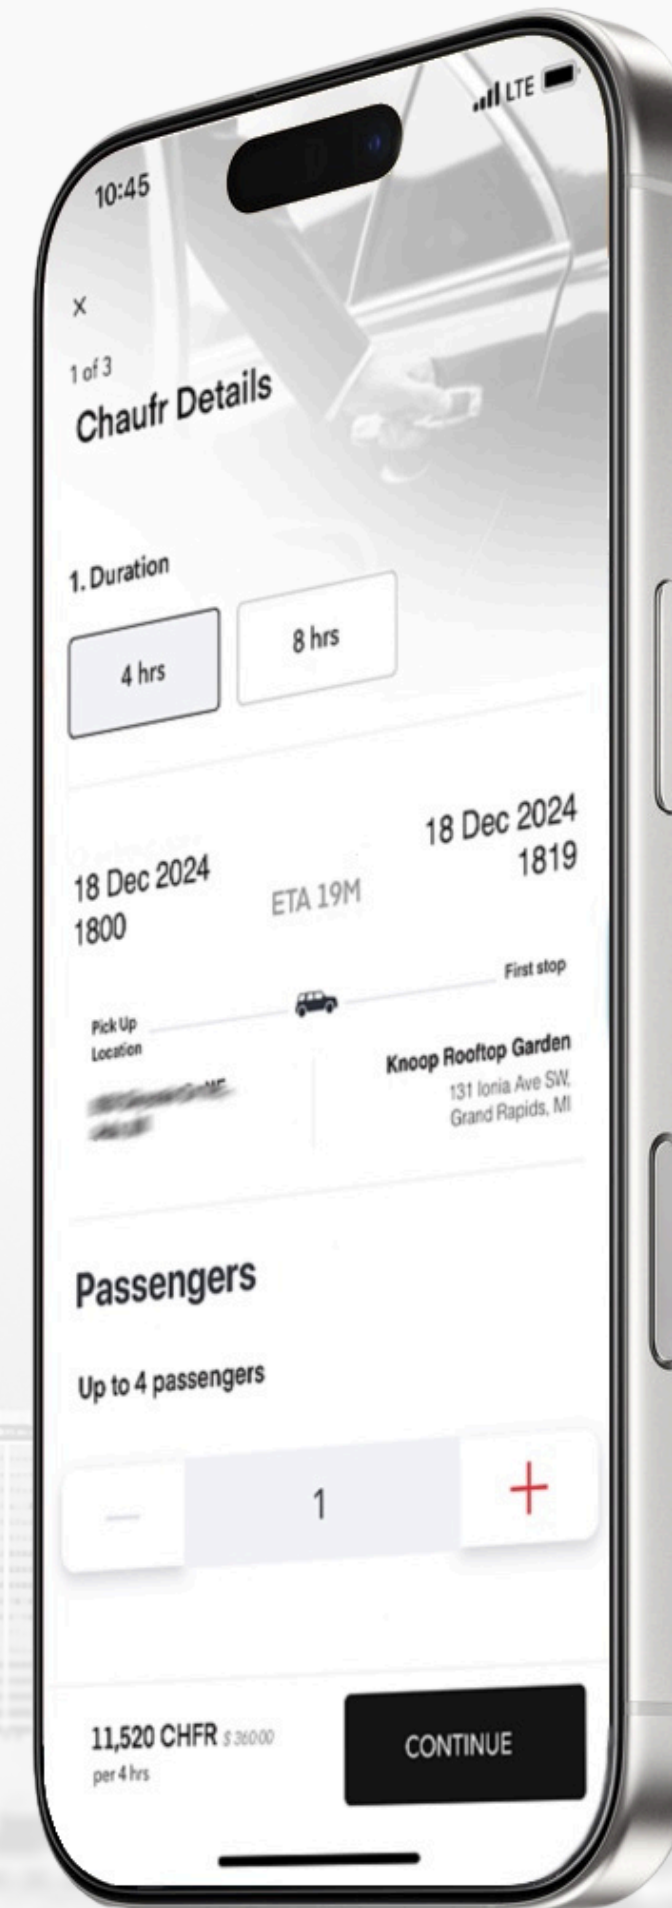 10:45
LTE
×
1 of 3
Chaufr Details
1. Duration
4 hrs
8 hrs
18 Dec 2024
1800
ETA 19M
18 Dec 2024
1819
Pick Up
Location
First stop
Knoop Rooftop Garden
131 Ionia Ave SW,
Grand Rapids, MI
Passengers
Up to 4 passengers
1
11,520 CHFR $ 360 00
per 4 hrs
CONTINUE